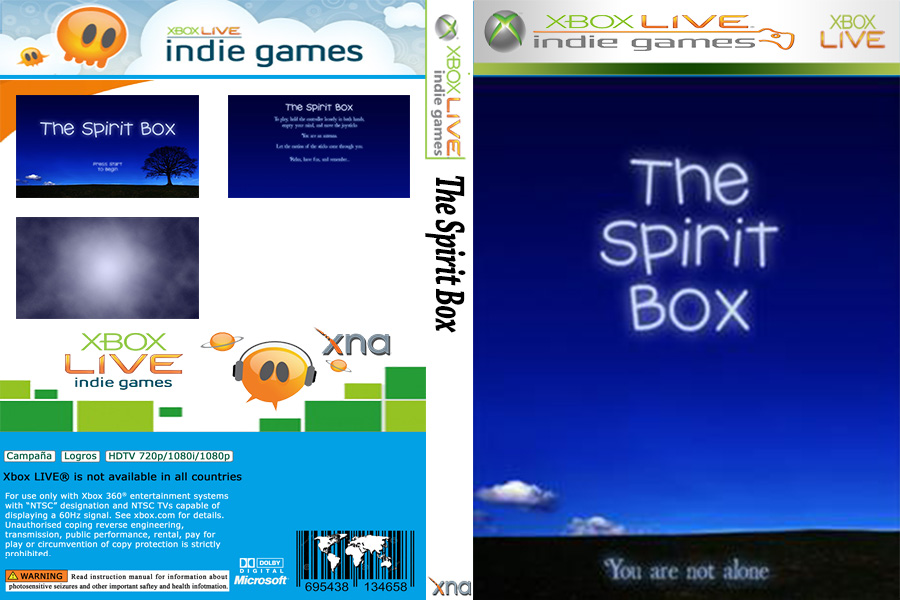 XBOX LIVE
indie games
The Spirit Box
Press Start
To Begin
The Spirit Box
To play, hold the controller loosely in both hands,
empty your mind, and move the joysticks
You are an antenna.
Let the motion of the sticks come through you.
Relax, have fun, and remember...
XBOX LIVE
indie games
xna
Campaña Logros HDTV 720p/1080i/1080p
Xbox LIVE® is not available in all countries
For use only with Xbox 360® entertainment systems
with “NTSC” designation and NTSC TVs capable of
displaying a 60Hz signal. See xbox.com for details.
Unauthorised coping reverse engineering,
transmission, public performance, rental, pay for
play or circumvention of copy protection is strictly
prohibited.
WARNING Read instruction manual for information about
photosensitive seizures and other important saftey and health infotmation.
DOLBY
DIGITAL
Microsoft
695438 134658
XBOX LIVE
indie games
The Spirit Box
xna
XBOX LIVE
indie games
XBOX
LIVE
The
Spirit
Box
You are not alone